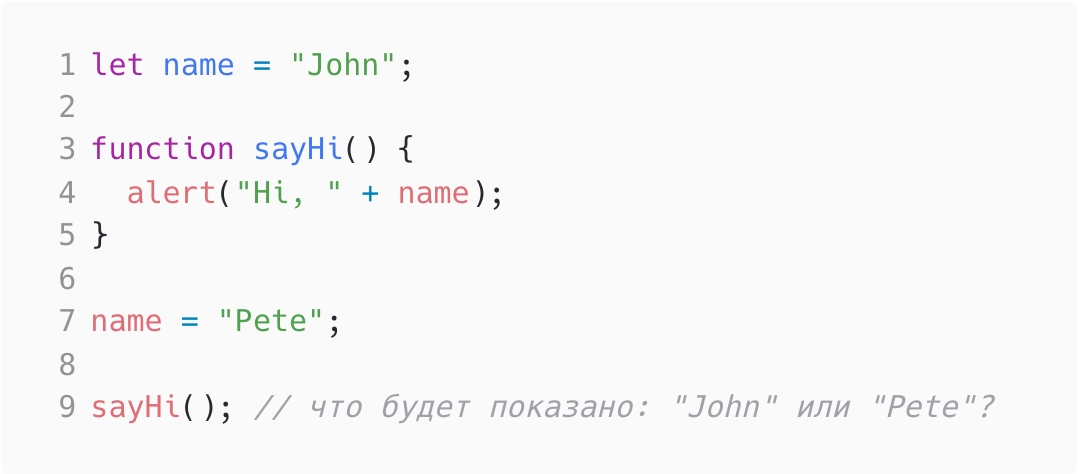 1 let name = "John";
2
3 function sayHi() {
4   alert("Hi, " + name);
5 }
6
7 name = "Pete";
8
9 sayHi(); // что будет показано: "John" или "Pete"?